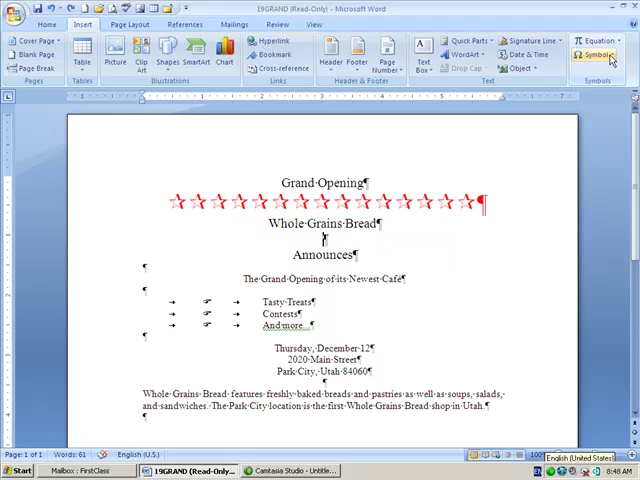 19GRAND (Read-Only) - Microsoft Word
Home Insert Page Layout References Mailings Review View
Cover Page
Blank Page
Page Break
Pages
Table
Tables
Picture Clip Art Shapes SmartArt Chart
Illustrations
Hyperlink
Bookmark
Cross-reference
Links
Header Footer Page Number
Header & Footer
Text Box
Quick Parts
WordArt
Drop Cap
Signature Line
Date & Time
Object
Text
Equation
Symbol
Symbols
Grand·Opening¶
☆☆☆☆☆☆☆☆☆☆☆☆☆☆☆¶
Whole·Grains·Bread¶
¶
Announces¶
¶
The·Grand·Opening·of·its·Newest·Café¶
¶
→ ☞ → Tasty·Treats¶
→ ☞ → Contests¶
→ ☞ → And·more...¶
¶
Thursday,·December·12¶
2020·Main·Street¶
Park·City,·Utah·84060¶
¶
Whole·Grains·Bread·features·freshly·baked·breads·and·pastries·as·well·as·soups,·salads,·
and·sandwiches.·The·Park·City·location·is·the·first·Whole·Grains·Bread·shop·in·Utah.¶
¶
Page: 1 of 1 Words: 61 English (U.S.) 100%
English (United States)
Start Mailbox : FirstClass 19GRAND (Read-Only)... Camtasia Studio - Untitle... EN 8:48 AM